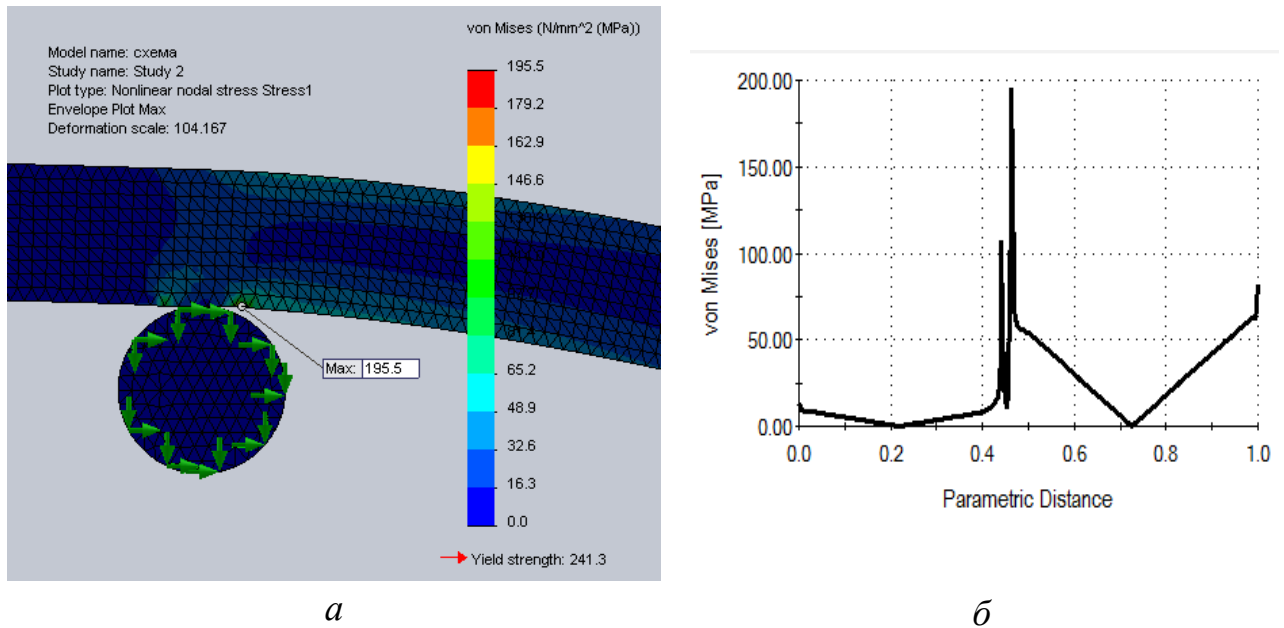 von Mises (N/mm^2 (MPa))
Model name: схема
Study name: Study 2
Plot type: Nonlinear nodal stress Stress1
Envelope Plot Max
Deformation scale: 104.167
195.5
179.2
162.9
146.6
65.2
48.9
32.6
16.3
0.0
Max: 195.5
Yield strength: 241.3
а
von Mises [MPa]
200.00
150.00
100.00
50.00
0.00
0.0 0.2 0.4 0.6 0.8 1.0
Parametric Distance
б